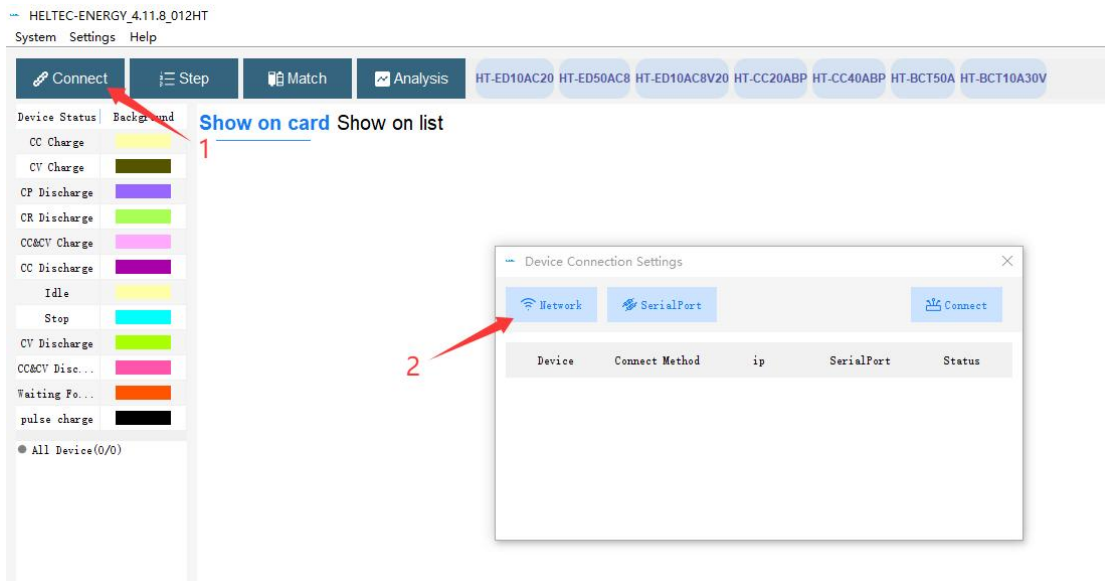 HELTEC-ENERGY_4.11.8_012HT
System Settings Help
Connect Step Match Analysis HT-ED10AC20 HT-ED50AC8 HT-ED10AC8V20 HT-CC20ABP HT-CC40ABP HT-BCT50A HT-BCT10A30V
Device Status Background
Show on card Show on list
1
CC Charge
CV Charge
CP Discharge
CR Discharge
CC&CV Charge
CC Discharge
Idle
Stop
CV Discharge
CC&CV Disc...
Waiting Fo...
pulse charge
All Device(0/0)
Device Connection Settings
Network SerialPort Connect
2
Device Connect Method ip SerialPort Status